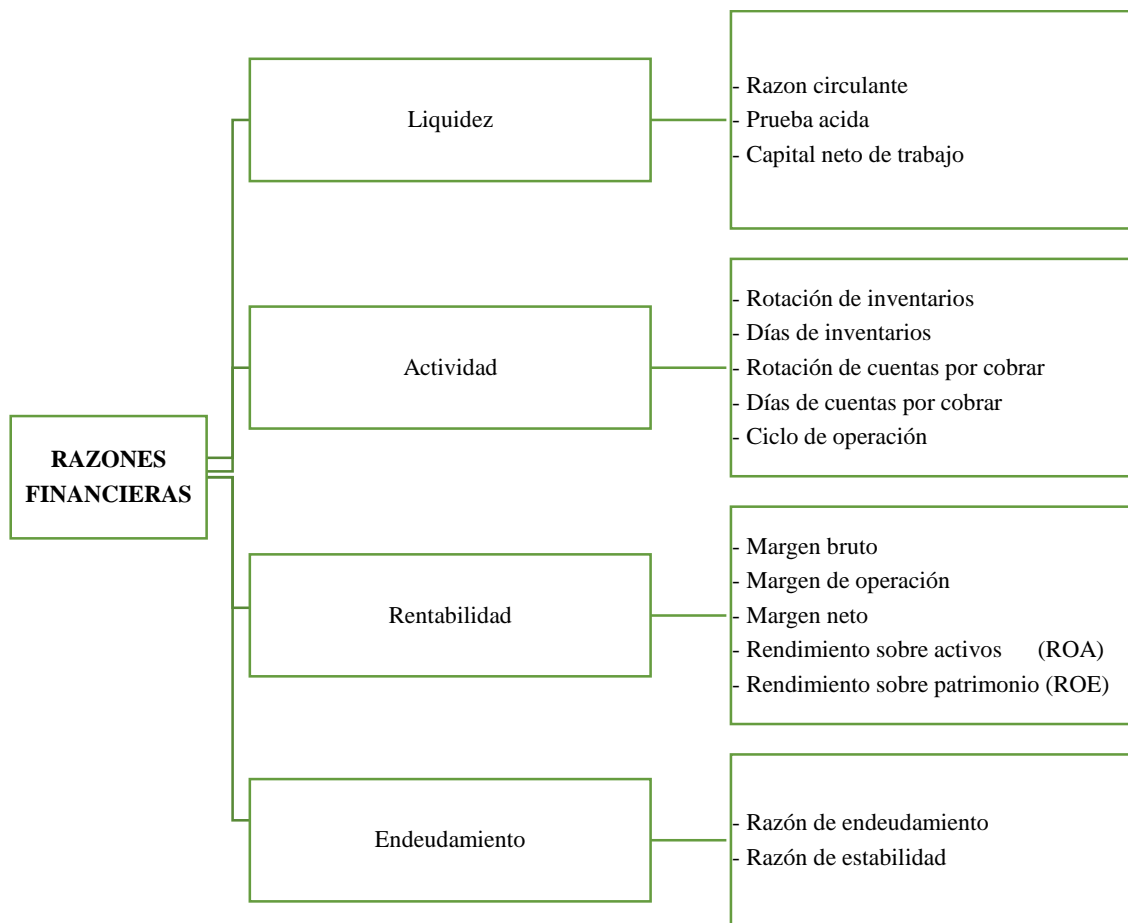 RAZONES
FINANCIERAS
Liquidez
- Razon circulante
- Prueba acida
- Capital neto de trabajo
Actividad
- Rotación de inventarios
- Días de inventarios
- Rotación de cuentas por cobrar
- Días de cuentas por cobrar
- Ciclo de operación
Rentabilidad
- Margen bruto
- Margen de operación
- Margen neto
- Rendimiento sobre activos (ROA)
- Rendimiento sobre patrimonio (ROE)
Endeudamiento
- Razón de endeudamiento
- Razón de estabilidad